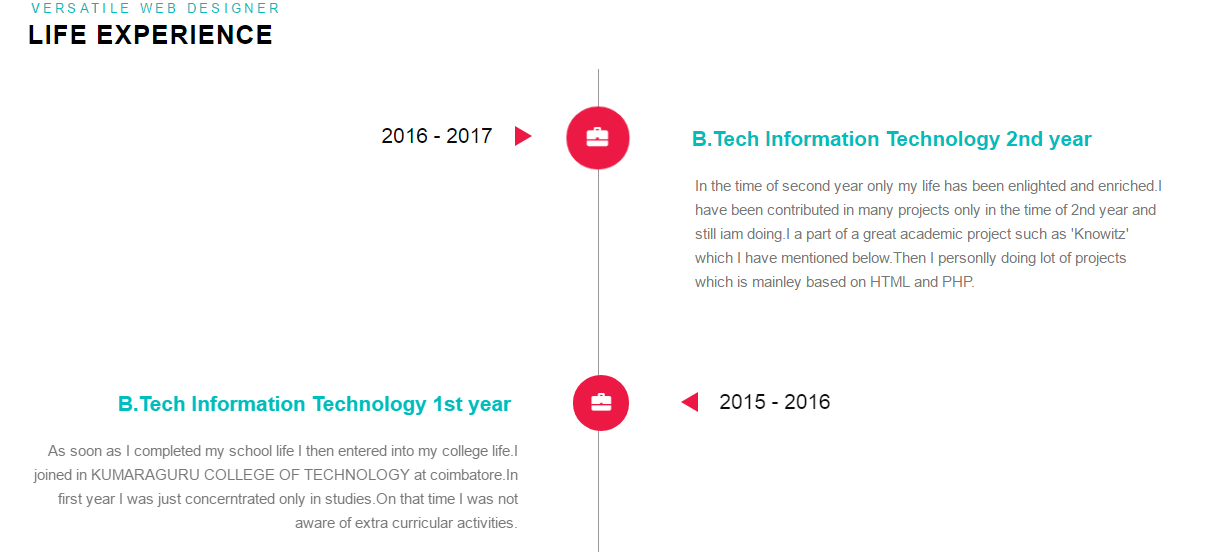 VERSATILE WEB DESIGNER
LIFE EXPERIENCE
2016 - 2017
B.Tech Information Technology 2nd year
In the time of second year only my life has been enlighted and enriched.I
have been contributed in many projects only in the time of 2nd year and
still iam doing.I a part of a great academic project such as 'Knowitz'
which I have mentioned below.Then I personlly doing lot of projects
which is mainley based on HTML and PHP.
B.Tech Information Technology 1st year
2015 - 2016
As soon as I completed my school life I then entered into my college life.I
joined in KUMARAGURU COLLEGE OF TECHNOLOGY at coimbatore.In
first year I was just concerntrated only in studies.On that time I was not
aware of extra curricular activities.